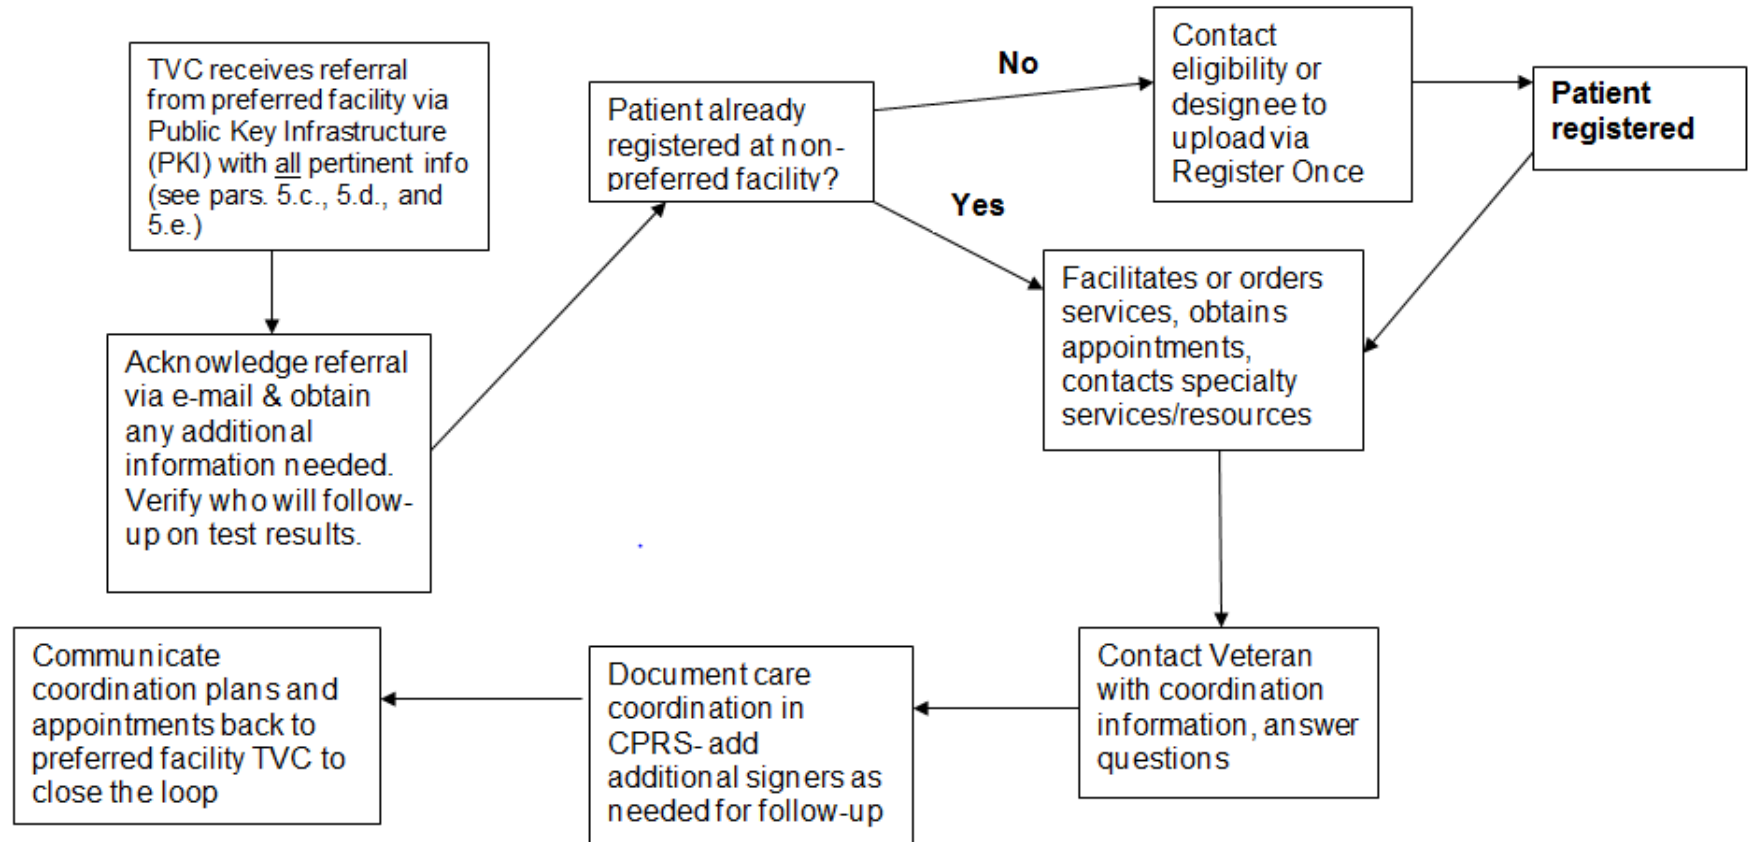 TVC receives referral
from preferred facility via
Public Key Infrastructure
(PKI) with all pertinent info
(see pars. 5.c., 5.d., and
5.e.)
Acknowledge referral
via e-mail & obtain
any additional
information needed.
Verify who will follow-
up on test results.
Patient already
registered at non-
preferred facility?
No
Contact
eligibility or
designee to
upload via
Register Once
Patient
registered
Yes
Facilitates or orders
services, obtains
appointments,
contacts specialty
services/resources
Contact Veteran
with coordination
information, answer
questions
Document care
coordination in
CPRS- add
additional signers as
needed for follow-up
Communicate
coordination plans and
appointments back to
preferred facility TVC to
close the loop